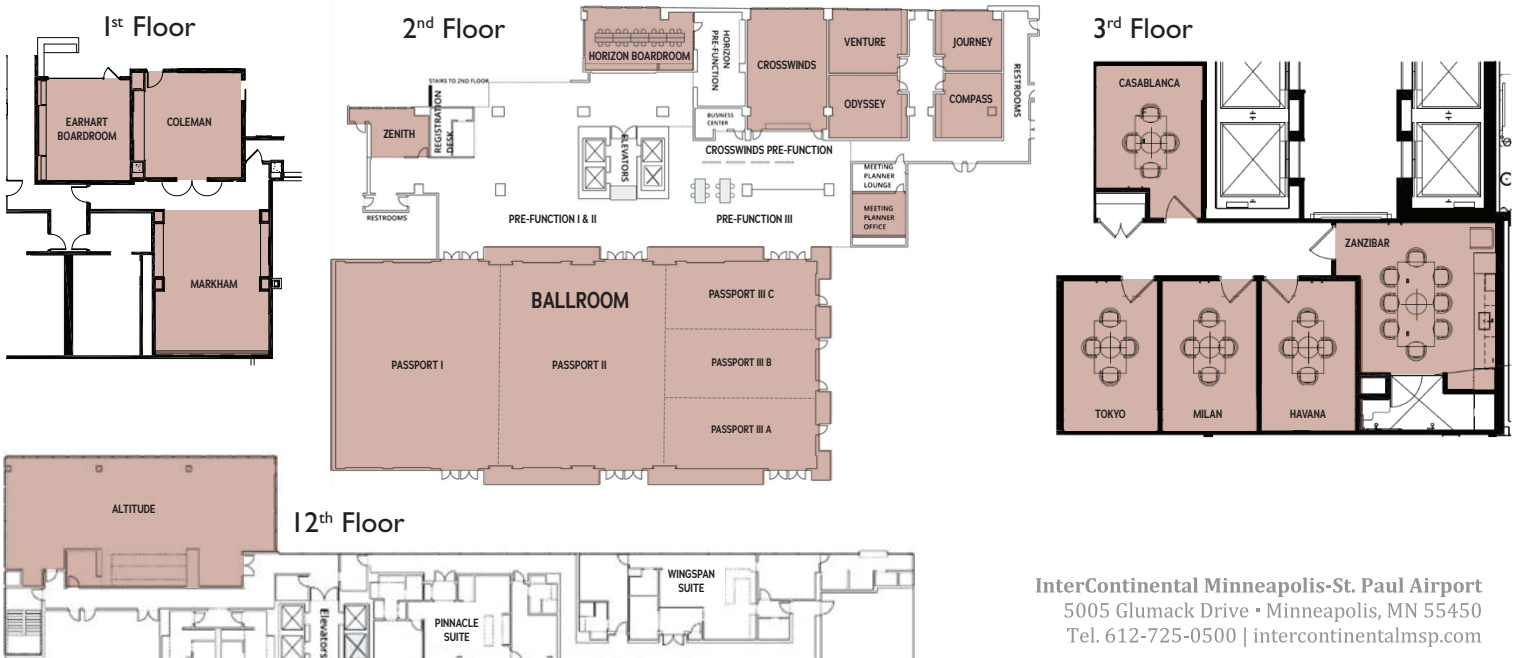 1st Floor
EARHART
BOARDROOM
COLEMAN
MARKHAM
2nd Floor
HORIZON BOARDROOM
HORIZON
PRE-FUNCTION
CROSSWINDS
VENTURE
ODYSSEY
JOURNEY
COMPASS
RESTROOMS
STAIRS TO 2ND FLOOR
ZENITH
REGISTRATION
DESK
BUSINESS
CENTER
ELEVATORS
CROSSWINDS PRE-FUNCTION
MEETING
PLANNER
LOUNGE
MEETING
PLANNER
OFFICE
RESTROOMS
PRE-FUNCTION I & II
PRE-FUNCTION III
BALLROOM
PASSPORT I
PASSPORT II
PASSPORT III C
PASSPORT III B
PASSPORT III A
3rd Floor
CASABLANCA
ZANZIBAR
TOKYO
MILAN
HAVANA
12th Floor
ALTITUDE
Elevators
PINNACLE
SUITE
WINGSPAN
SUITE
InterContinental Minneapolis-St. Paul Airport
5005 Glumack Drive ▪ Minneapolis, MN 55450
Tel. 612-725-0500 | intercontinentalmsp.com